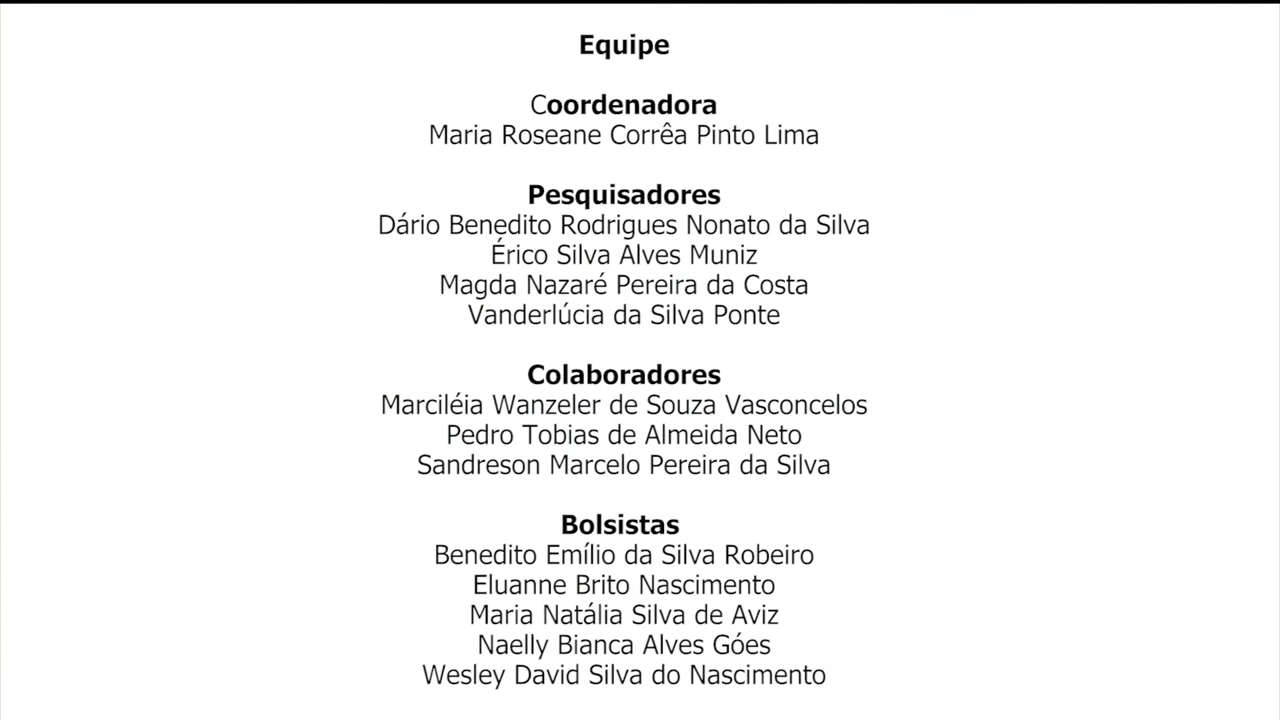 Equipe
Coordenadora
Maria Roseane Corrêa Pinto Lima
Pesquisadores
Dário Benedito Rodrigues Nonato da Silva
Érico Silva Alves Muniz
Magda Nazaré Pereira da Costa
Vanderlúcia da Silva Ponte
Colaboradores
Marciléia Wanzeler de Souza Vasconcelos
Pedro Tobias de Almeida Neto
Sandreson Marcelo Pereira da Silva
Bolsistas
Benedito Emílio da Silva Robeiro
Eluanne Brito Nascimento
Maria Natália Silva de Aviz
Naelly Bianca Alves Góes
Wesley David Silva do Nascimento